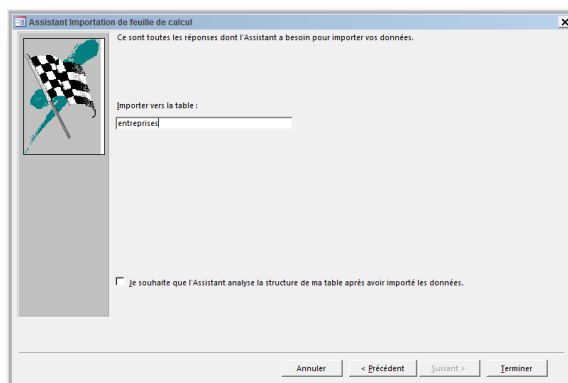 Assistant Importation de feuille de calcul
Ce sont toutes les réponses dont l'Assistant a besoin pour importer vos données.
Importer vers la table :
entreprises
Je souhaite que l'Assistant analyse la structure de ma table après avoir importé les données.
Annuler
< Précédent
Suivant >
Terminer